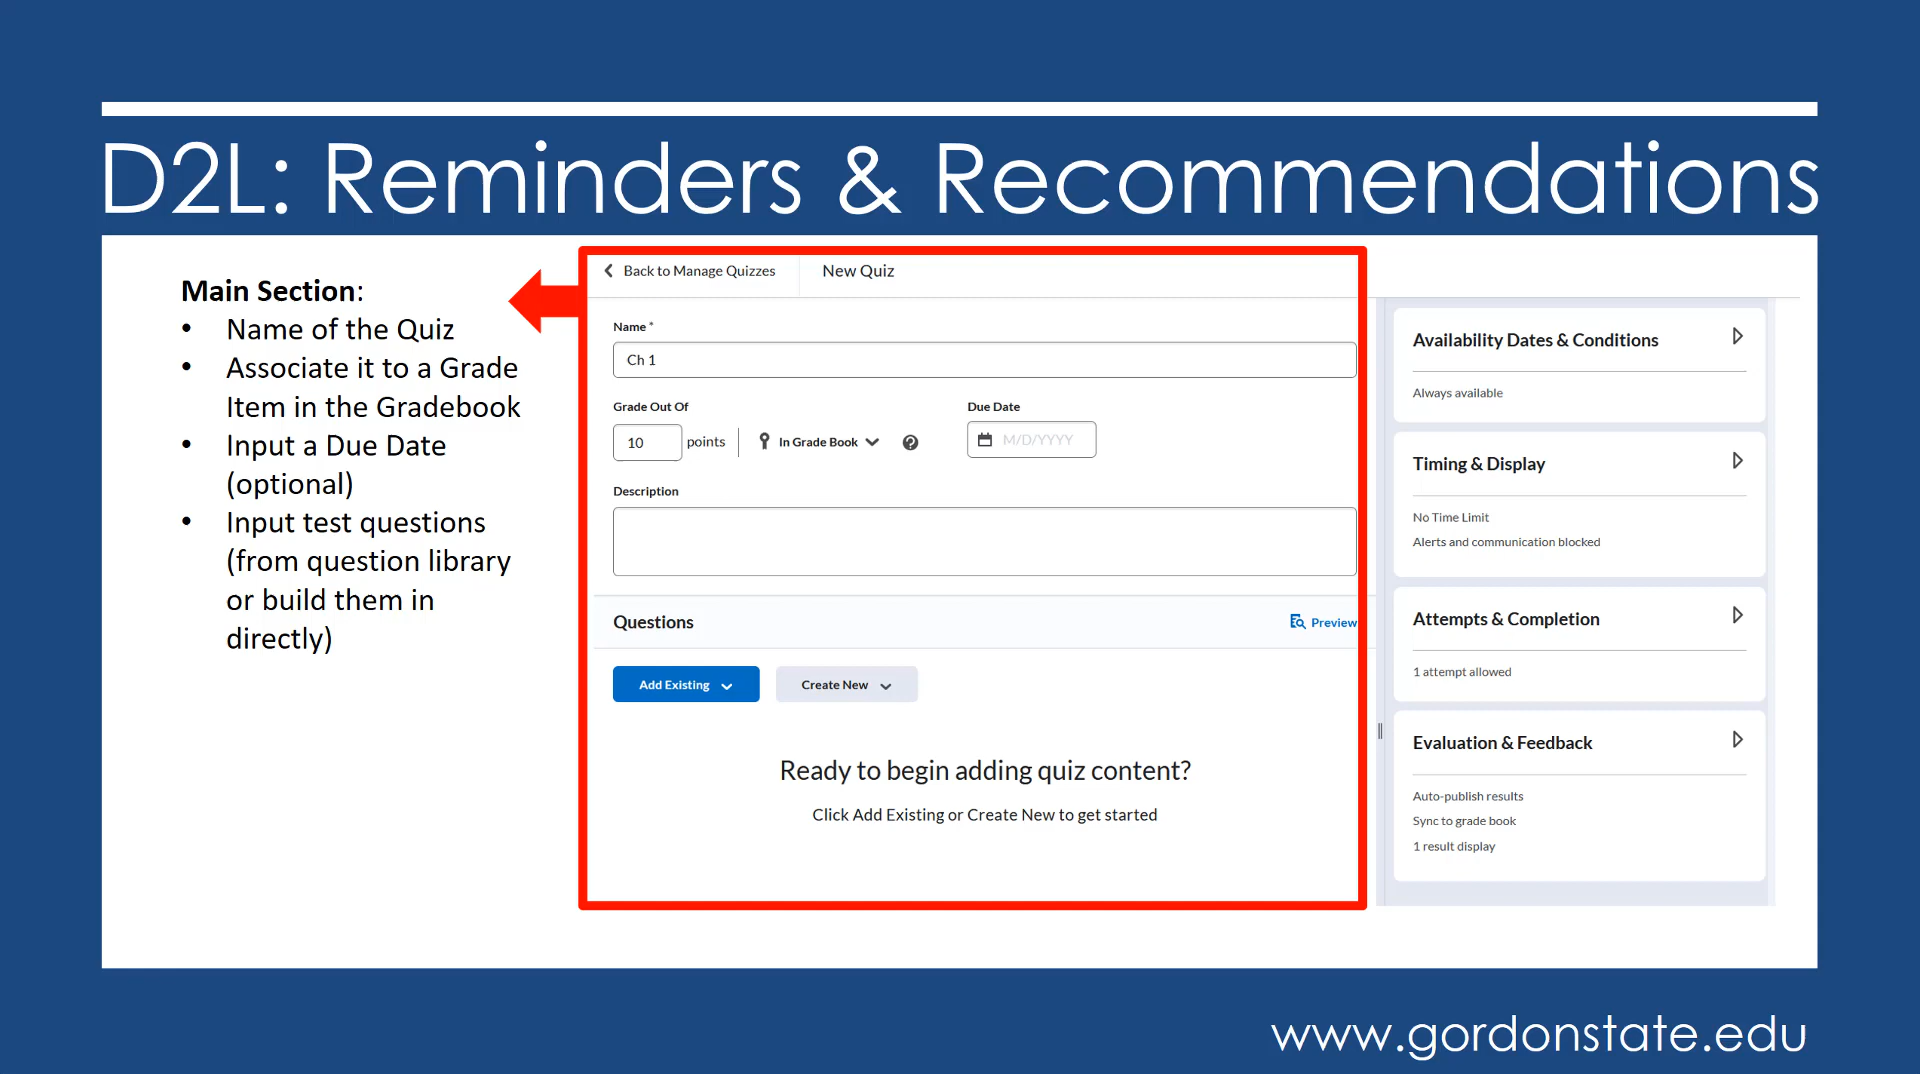 D2L: Reminders & Recommendations
Main Section:
• Name of the Quiz
• Associate it to a Grade
Item in the Gradebook
• Input a Due Date
(optional)
• Input test questions
(from question library
or build them in
directly)
Back to Manage Quizzes
New Quiz
Name *
Ch 1
Grade Out Of
10 points
In Grade Book
Due Date
M/D/YYYY
Description
Questions
Preview
Add Existing
Create New
Ready to begin adding quiz content?
Click Add Existing or Create New to get started
Availability Dates & Conditions
Always available
Timing & Display
No Time Limit
Alerts and communication blocked
Attempts & Completion
1 attempt allowed
Evaluation & Feedback
Auto-publish results
Sync to grade book
1 result display
www.gordonstate.edu